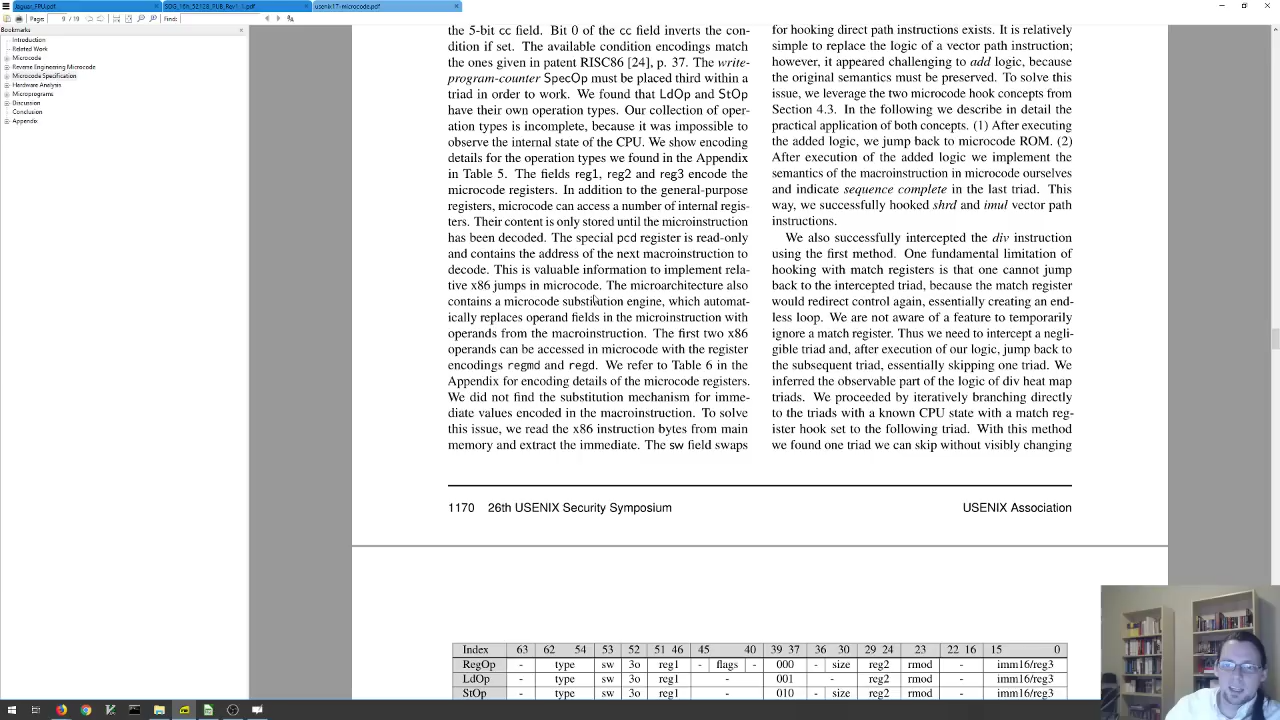 Jaguar_FPU.pdf
SOG_16h_52128_PUB_Rev1_1.pdf
usenix17-microcode.pdf
Page: 9 / 19
Find:
Bookmarks
Introduction
Related Work
Microcode
Reverse Engineering Microcode
Microcode Specification
Hardware Analysis
Microprograms
Discussion
Conclusion
Appendix
the 5-bit cc field. Bit 0 of the cc field inverts the con-
dition if set. The available condition encodings match
the ones given in patent RISC86 [24], p. 37. The write-
program-counter SpecOp must be placed third within a
triad in order to work. We found that LdOp and StOp
have their own operation types. Our collection of oper-
ation types is incomplete, because it was impossible to
observe the internal state of the CPU. We show encoding
details for the operation types we found in the Appendix
in Table 5. The fields reg1, reg2 and reg3 encode the
microcode registers. In addition to the general-purpose
registers, microcode can access a number of internal regis-
ters. Their content is only stored until the microinstruction
has been decoded. The special pcd register is read-only
and contains the address of the next macroinstruction to
decode. This is valuable information to implement rela-
tive x86 jumps in microcode. The microarchitecture also
contains a microcode substitution engine, which automat-
ically replaces operand fields in the microinstruction with
operands from the macroinstruction. The first two x86
operands can be accessed in microcode with the register
encodings regmd and regd. We refer to Table 6 in the
Appendix for encoding details of the microcode registers.
We did not find the substitution mechanism for imme-
diate values encoded in the macroinstruction. To solve
this issue, we read the x86 instruction bytes from main
memory and extract the immediate. The sw field swaps
for hooking direct path instructions exists. It is relatively
simple to replace the logic of a vector path instruction;
however, it appeared challenging to add logic, because
the original semantics must be preserved. To solve this
issue, we leverage the two microcode hook concepts from
Section 4.3. In the following we describe in detail the
practical application of both concepts. (1) After executing
the added logic, we jump back to microcode ROM. (2)
After execution of the added logic we implement the
semantics of the macroinstruction in microcode ourselves
and indicate sequence complete in the last triad. This
way, we successfully hooked shrd and imul vector path
instructions.
We also successfully intercepted the div instruction
using the first method. One fundamental limitation of
hooking with match registers is that one cannot jump
back to the intercepted triad, because the match register
would redirect control again, essentially creating an end-
less loop. We are not aware of a feature to temporarily
ignore a match register. Thus we need to intercept a negli-
gible triad and, after execution of our logic, jump back to
the subsequent triad, essentially skipping one triad. We
inferred the observable part of the logic of div heat map
triads. We proceeded by iteratively branching directly
to the triads with a known CPU state with a match reg-
ister hook set to the following triad. With this method
we found one triad we can skip without visibly changing
1170 26th USENIX Security Symposium
USENIX Association
Index 63 62 54 53 52 51 46 45 40 39 37 36 30 29 24 23 22 16 15 0
RegOp - type sw 3o reg1 - flags 000 - size reg2 rmod - imm16/reg3
LdOp - type sw 3o reg1 - - 001 - size reg2 rmod - imm16/reg3
StOp - type sw 3o reg1 - - 010 - size reg2 rmod - imm16/reg3